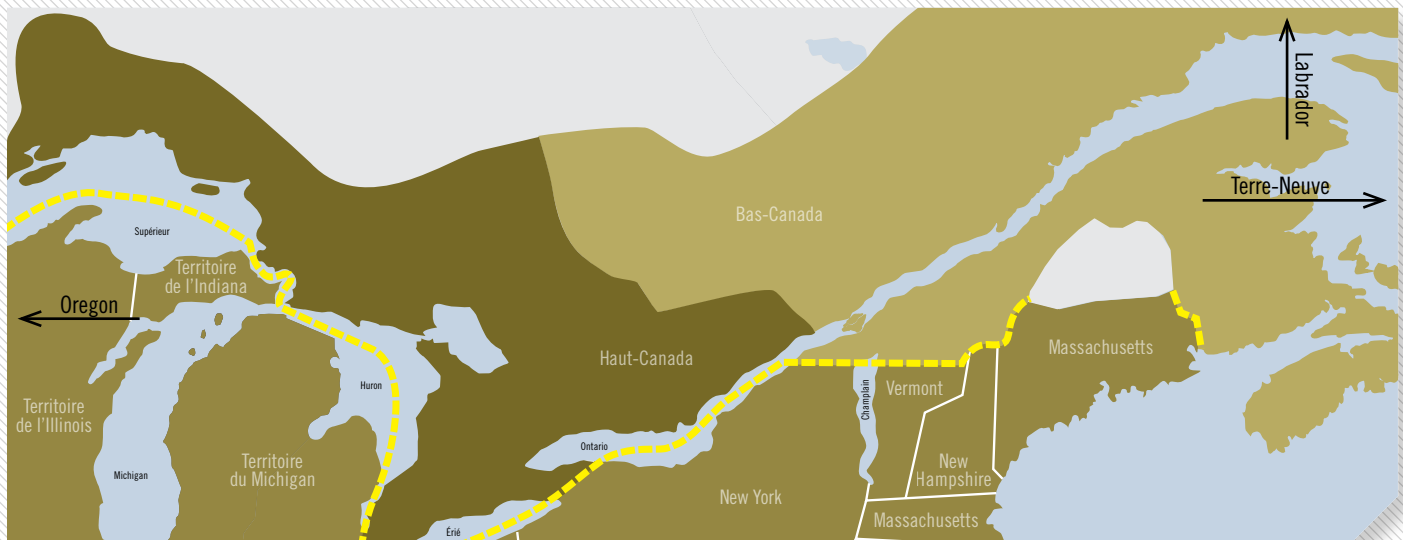 Labrador
Terre-Neuve
Bas-Canada
Supérieur
Territoire
de l'Indiana
Oregon
Haut-Canada
Massachusetts
Huron
Champlain
Vermont
Territoire
de l'Illinois
Ontario
Territoire
du Michigan
Michigan
New
Hampshire
New York
Massachusetts
Érié